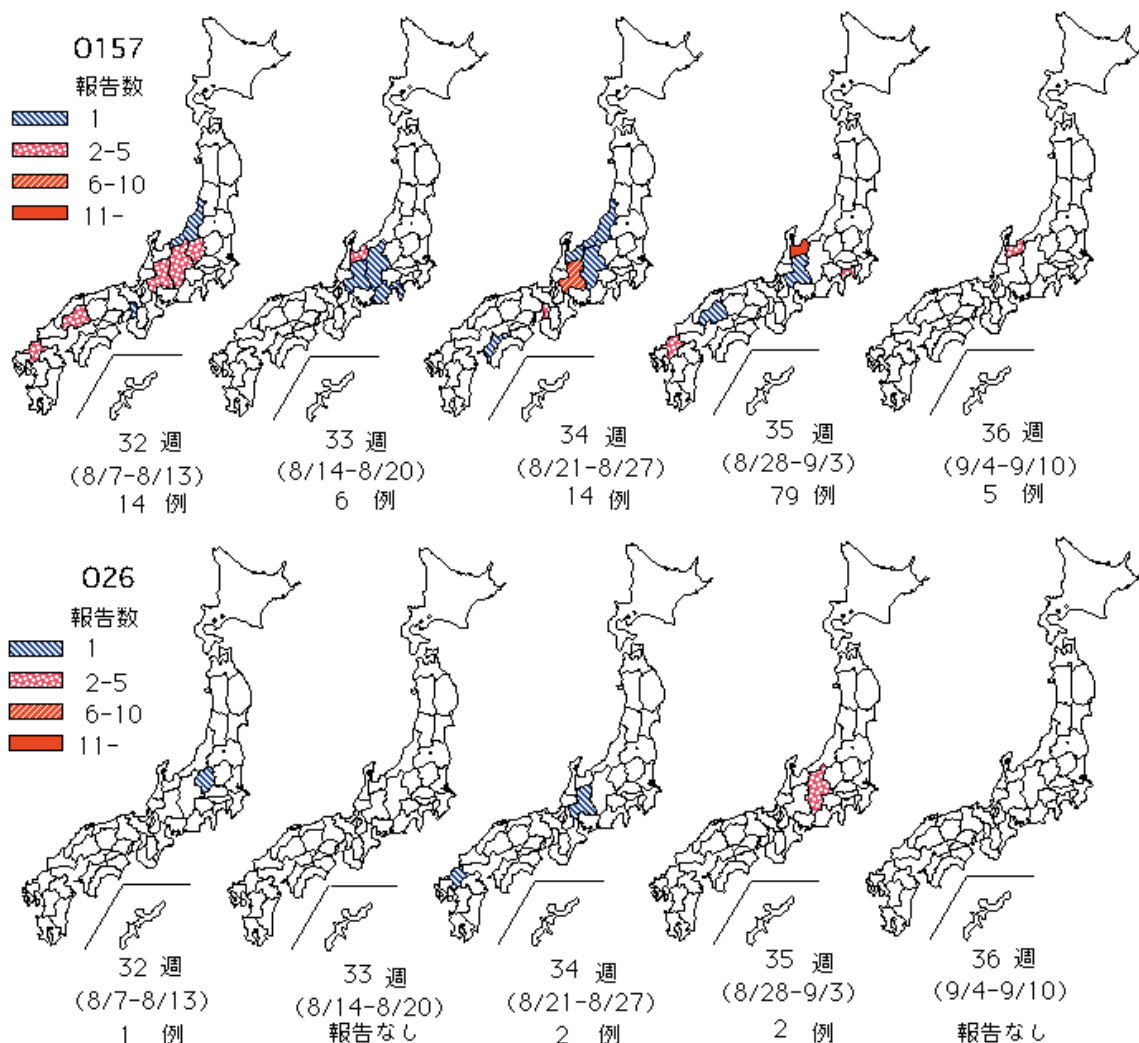 O157
報告数
1
2-5
6-10
11-
32 週
(8/7-8/13)
14 例
33 週
(8/14-8/20)
6 例
34 週
(8/21-8/27)
14 例
35 週
(8/28-9/3)
79 例
36 週
(9/4-9/10)
5 例
O26
報告数
1
2-5
6-10
11-
32 週
(8/7-8/13)
1 例
33 週
(8/14-8/20)
報告なし
34 週
(8/21-8/27)
2 例
35 週
(8/28-9/3)
2 例
36 週
(9/4-9/10)
報告なし